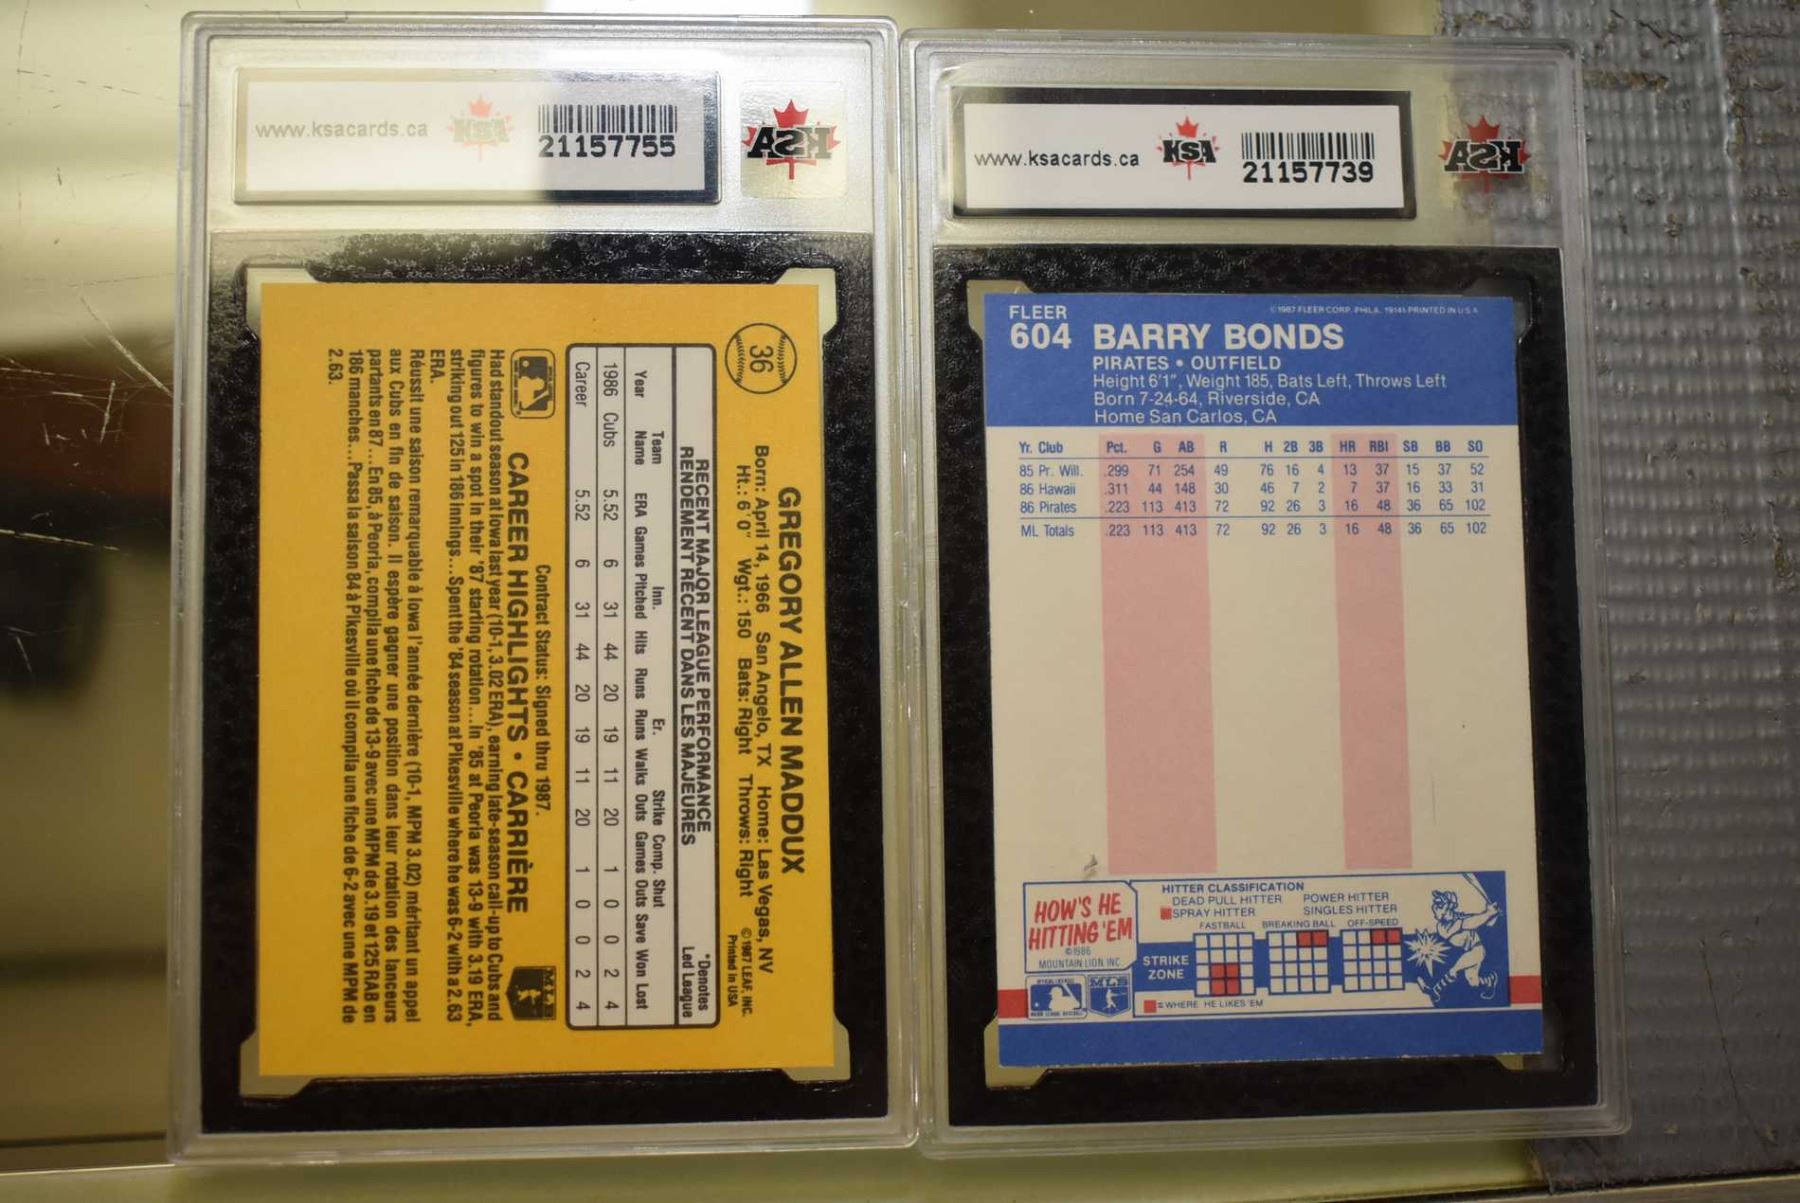 www.ksacards.ca
KSA
21157755
KSA
36
GREGORY ALLEN MADDUX
Born: April 14, 1966 San Angelo, TX Home: Las Vegas, NV
Ht.: 6'0" Wgt.: 150 Bats: Right Throws: Right
©1987 LEAF, INC.
Printed in USA
RECENT MAJOR LEAGUE PERFORMANCE
RENDEMENT RÉCENT DANS LES MAJEURES
*Denotes
Led League
Year Team Name ERA Games Inn. Pitched Hits Runs Er. Runs Walks Strike Outs Comp. Games Shut Outs Save Won Lost
1986 Cubs 5.52 6 31 44 20 19 11 20 1 0 0 2 4
Career 5.52 6 31 44 20 19 11 20 1 0 0 2 4
Contract Status: Signed thru 1987.
CAREER HIGHLIGHTS • CARRIÈRE
MLB
Had standout season at Iowa last year (10-1, 3.02 ERA), earning late-season call-up to Cubs and
figures to win a spot in their '87 starting rotation...In '85 at Peoria was 13-9 with 3.19 ERA,
striking out 125 in 186 innings...Spent the '84 season at Pikesville where he was 6-2 with a 2.63
ERA.
Réussit une saison remarquable à Iowa l'année dernière (10-1, MPM 3.02) méritant un appel
aux Cubs en fin de saison. Il espère gagner une position dans leur rotation des lanceurs
partants en 87...En 85, à Peoria, compila une fiche de 13-9 avec une MPM de 3.19 et 125 RAB en
186 manches...Passa la saison 84 à Pikesville où il compila une fiche de 6-2 avec une MPM de
2.63.
www.ksacards.ca
KSA
21157739
KSA
FLEER
604
©1987 FLEER CORP. PHILA. 19141 PRINTED IN U.S.A.
BARRY BONDS
PIRATES • OUTFIELD
Height 6'1", Weight 185, Bats Left, Throws Left
Born 7-24-64, Riverside, CA
Home San Carlos, CA
Yr. Club Pct. G AB R H 2B 3B HR RBI SB BB SO
85 Pr. Will. .299 71 254 49 76 16 4 13 37 15 37 52
86 Hawaii .311 44 148 30 46 7 2 7 37 16 33 31
86 Pirates .223 113 413 72 92 26 3 16 48 36 65 102
ML Totals .223 113 413 72 92 26 3 16 48 36 65 102
HOW'S HE
HITTING 'EM
©1986
MOUNTAIN LION, INC.
HITTER CLASSIFICATION
DEAD PULL HITTER POWER HITTER
SPRAY HITTER SINGLES HITTER
FASTBALL BREAKING BALL OFF-SPEED
STRIKE
ZONE
MLB
=WHERE HE LIKES 'EM